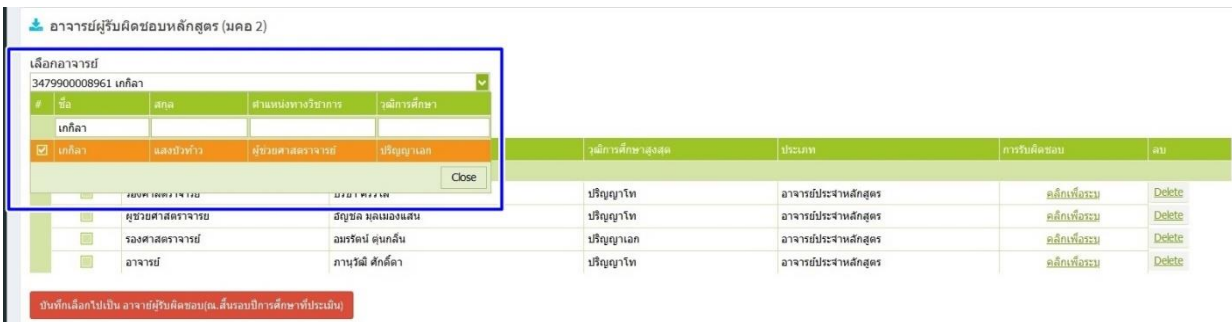 อาจารย์ผู้รับผิดชอบหลักสูตร (มคอ 2)
เลือกอาจารย์
3479900008961 เกกิลา
# ชื่อ สกุล ตำแหน่งทางวิชาการ วุฒิการศึกษา
เกกิลา
เกกิลา แสงบัวท้าว ผู้ช่วยศาสตราจารย์ ปริญญาเอก
Close
วุฒิการศึกษาสูงสุด ประเภท การรับผิดชอบ ลบ
รองศาสตราจารย์ ปริญญาโท อาจารย์ประจำหลักสูตร คลิกเพื่อระบุ Delete
ผู้ช่วยศาสตราจารย์ อัญชลี มูลเมืองแสน ปริญญาโท อาจารย์ประจำหลักสูตร คลิกเพื่อระบุ Delete
รองศาสตราจารย์ อมรรัตน์ ตุ่นกลิ่น ปริญญาเอก อาจารย์ประจำหลักสูตร คลิกเพื่อระบุ Delete
อาจารย์ ภานุวัฒิ ศักดิ์ดา ปริญญาโท อาจารย์ประจำหลักสูตร คลิกเพื่อระบุ Delete
บันทึกเลือกไปเป็น อาจาย์ผู้รับผิดชอบ(ณ.สิ้นรอบปีการศึกษาที่ประเมิน)